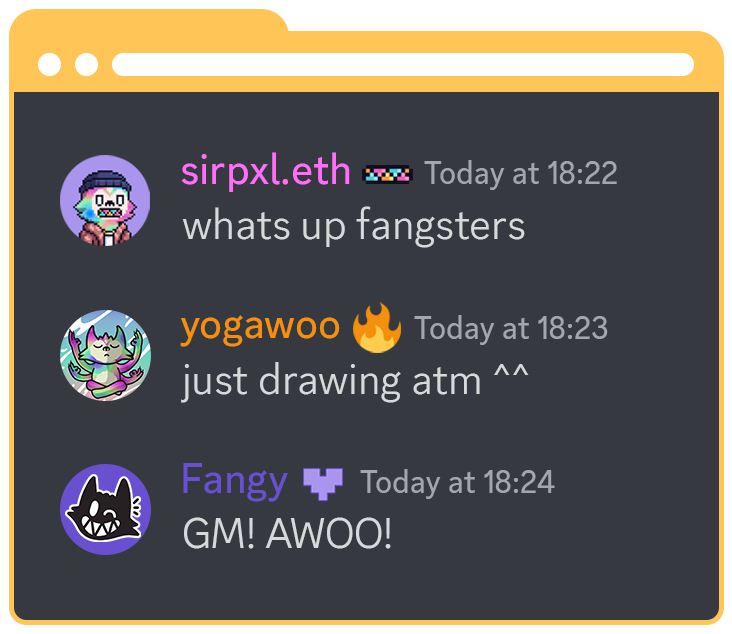 sirpxl.eth Today at 18:22
whats up fangsters
yogawoo Today at 18:23
just drawing atm ^^
Fangy Today at 18:24
GM! AWOO!